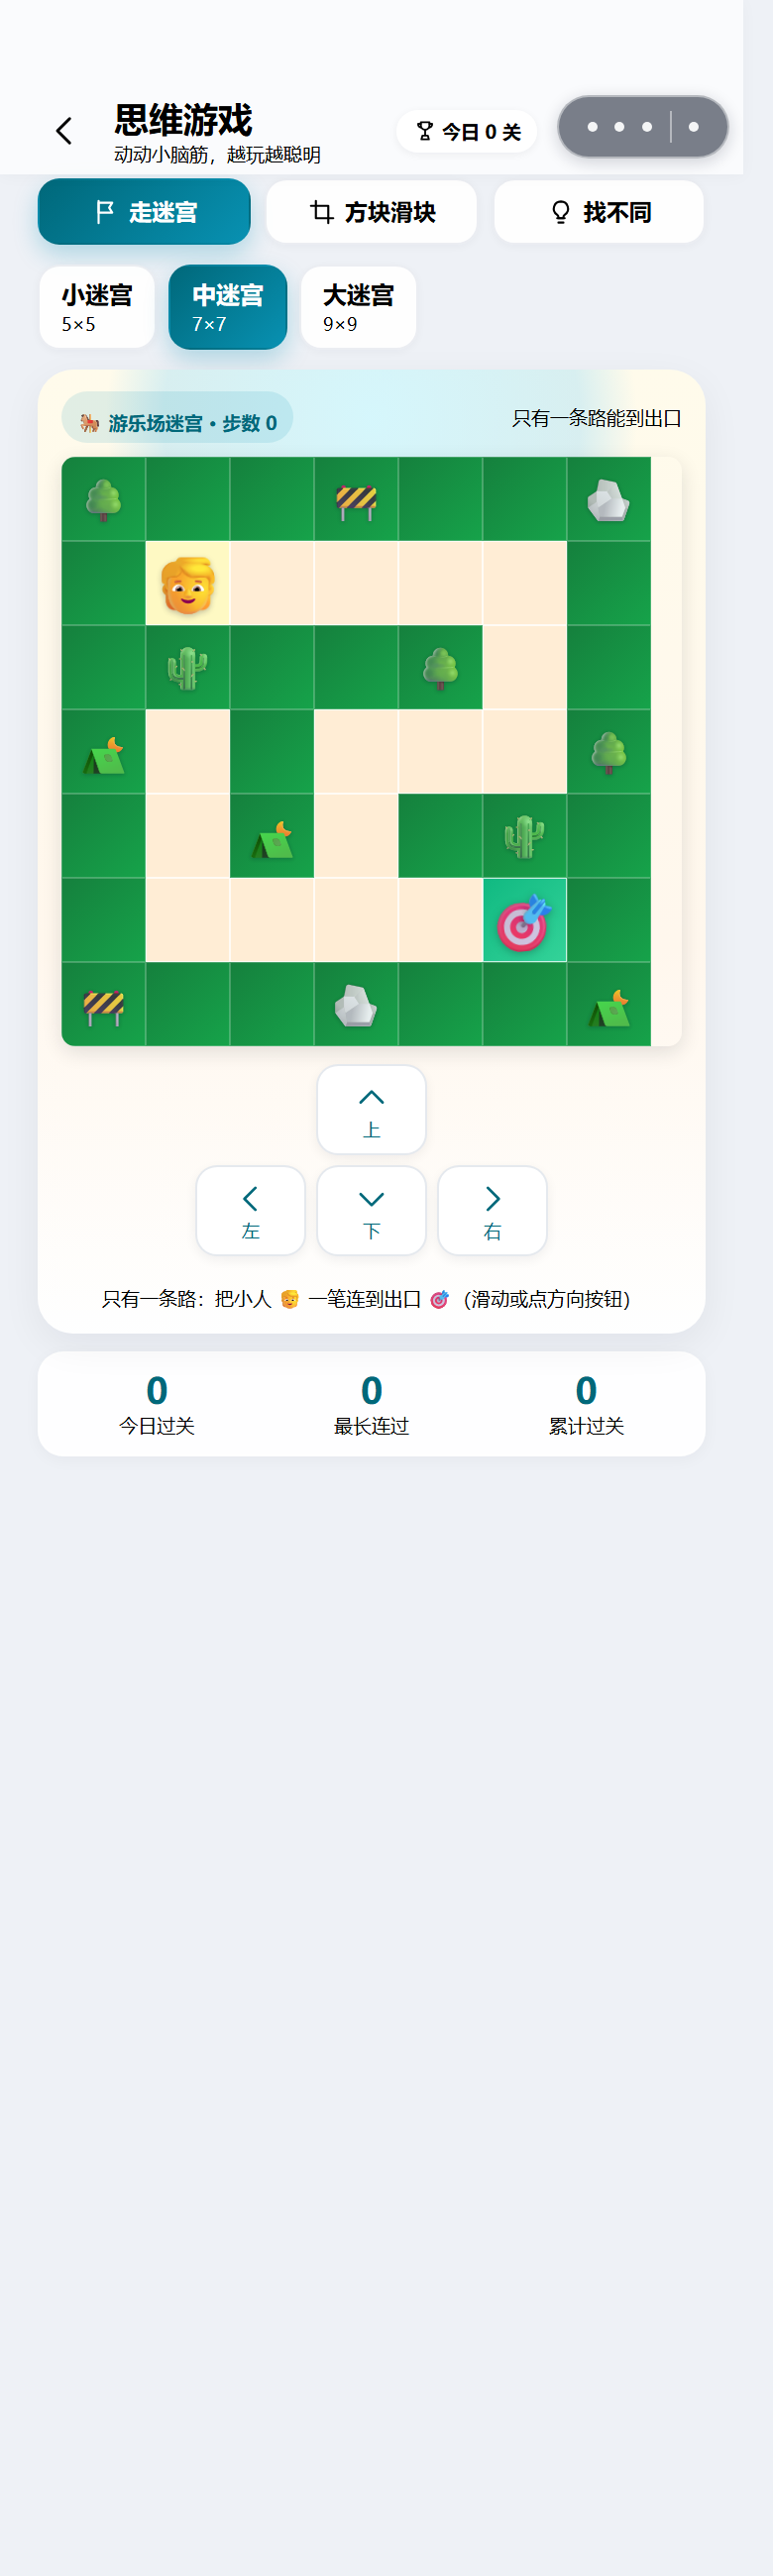 思维游戏
动动小脑筋，越玩越聪明
今日 0 关
走迷宫
方块滑块
找不同
小迷宫
5×5
中迷宫
7×7
大迷宫
9×9
游乐场迷宫·步数 0
只有一条路能到出口
上
左
下
右
只有一条路：把小人 👱 一笔连到出口 🎯 （滑动或点方向按钮）
0
今日过关
0
最长连过
0
累计过关